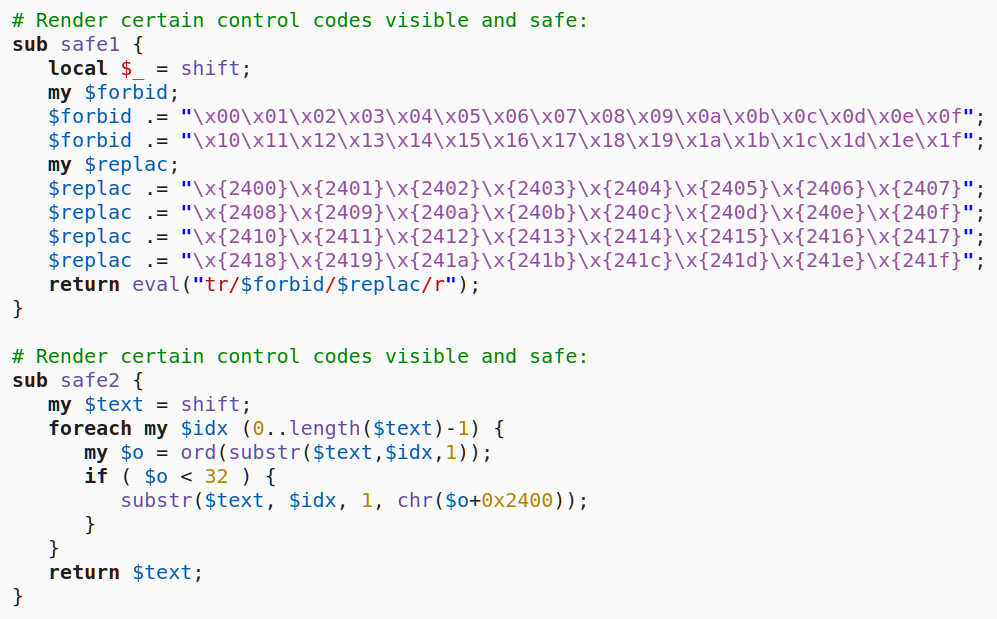 # Render certain control codes visible and safe:
sub safe1 {
   local $_ = shift;
   my $forbid;
   $forbid .= "\x00\x01\x02\x03\x04\x05\x06\x07\x08\x09\x0a\x0b\x0c\x0d\x0e\x0f";
   $forbid .= "\x10\x11\x12\x13\x14\x15\x16\x17\x18\x19\x1a\x1b\x1c\x1d\x1e\x1f";
   my $replac;
   $replac .= "\x{2400}\x{2401}\x{2402}\x{2403}\x{2404}\x{2405}\x{2406}\x{2407}";
   $replac .= "\x{2408}\x{2409}\x{240a}\x{240b}\x{240c}\x{240d}\x{240e}\x{240f}";
   $replac .= "\x{2410}\x{2411}\x{2412}\x{2413}\x{2414}\x{2415}\x{2416}\x{2417}";
   $replac .= "\x{2418}\x{2419}\x{241a}\x{241b}\x{241c}\x{241d}\x{241e}\x{241f}";
   return eval("tr/$forbid/$replac/r");
}

# Render certain control codes visible and safe:
sub safe2 {
   my $text = shift;
   foreach my $idx (0..length($text)-1) {
      my $o = ord(substr($text,$idx,1));
      if ( $o < 32 ) {
         substr($text, $idx, 1, chr($o+0x2400));
      }
   }
   return $text;
}